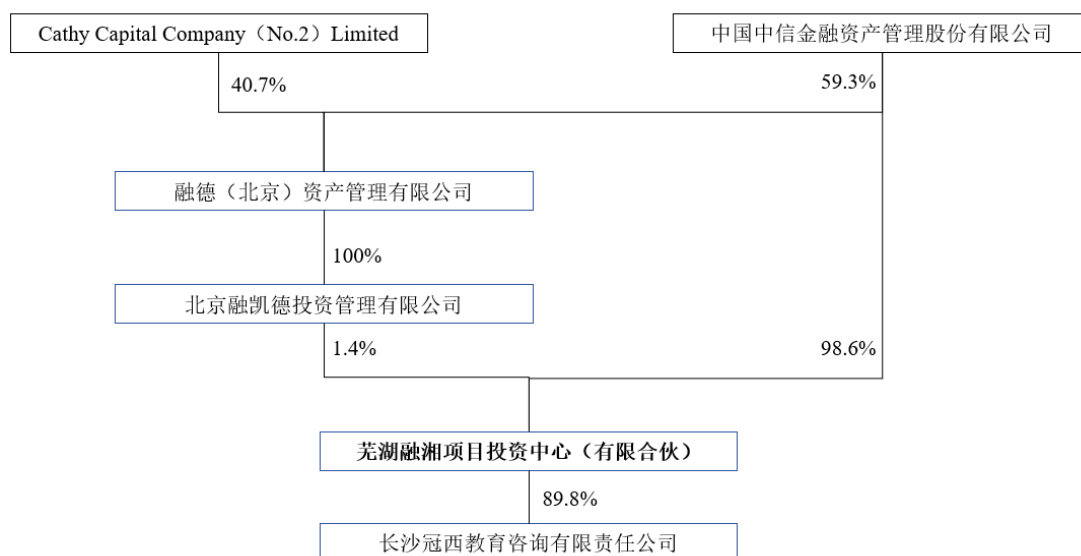 Cathy Capital Company（No.2）Limited
中国中信金融资产管理股份有限公司
40.7%
59.3%
融德（北京）资产管理有限公司
100%
北京融凯德投资管理有限公司
1.4%
98.6%
芜湖融湘项目投资中心（有限合伙）
89.8%
长沙冠西教育咨询有限责任公司